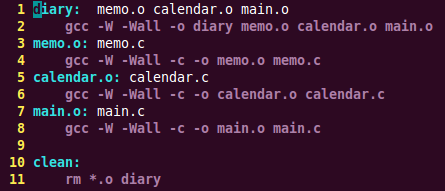 1 diary:  memo.o calendar.o main.o
2     gcc -W -Wall -o diary memo.o calendar.o main.o
3 memo.o: memo.c
4     gcc -W -Wall -c -o memo.o memo.c
5 calendar.o: calendar.c
6     gcc -W -Wall -c -o calendar.o calendar.c
7 main.o: main.c
8     gcc -W -Wall -c -o main.o main.c
9
10 clean:
11     rm *.o diary